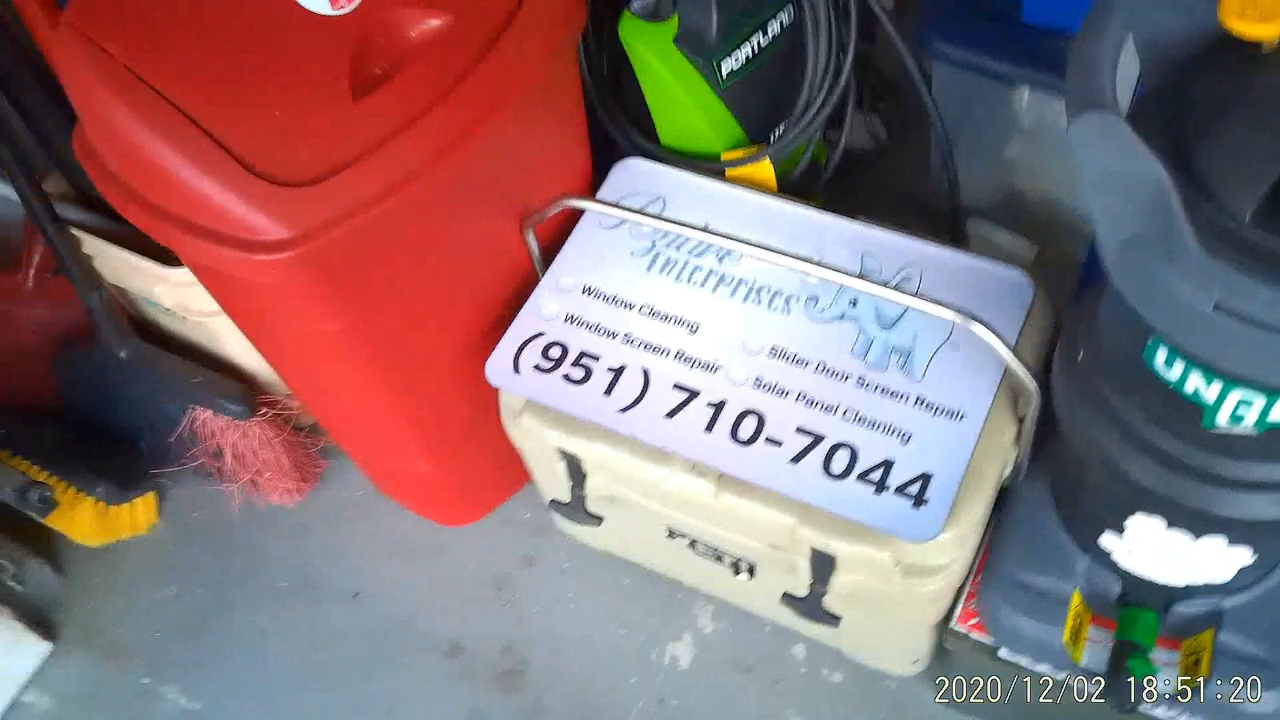 PORTLAND
Enterprises
Window Cleaning
Window Screen Repair
Slider Door Screen Repair
Solar Panel Cleaning
(951) 710-7044
YETI
2020/12/02 18:51:20